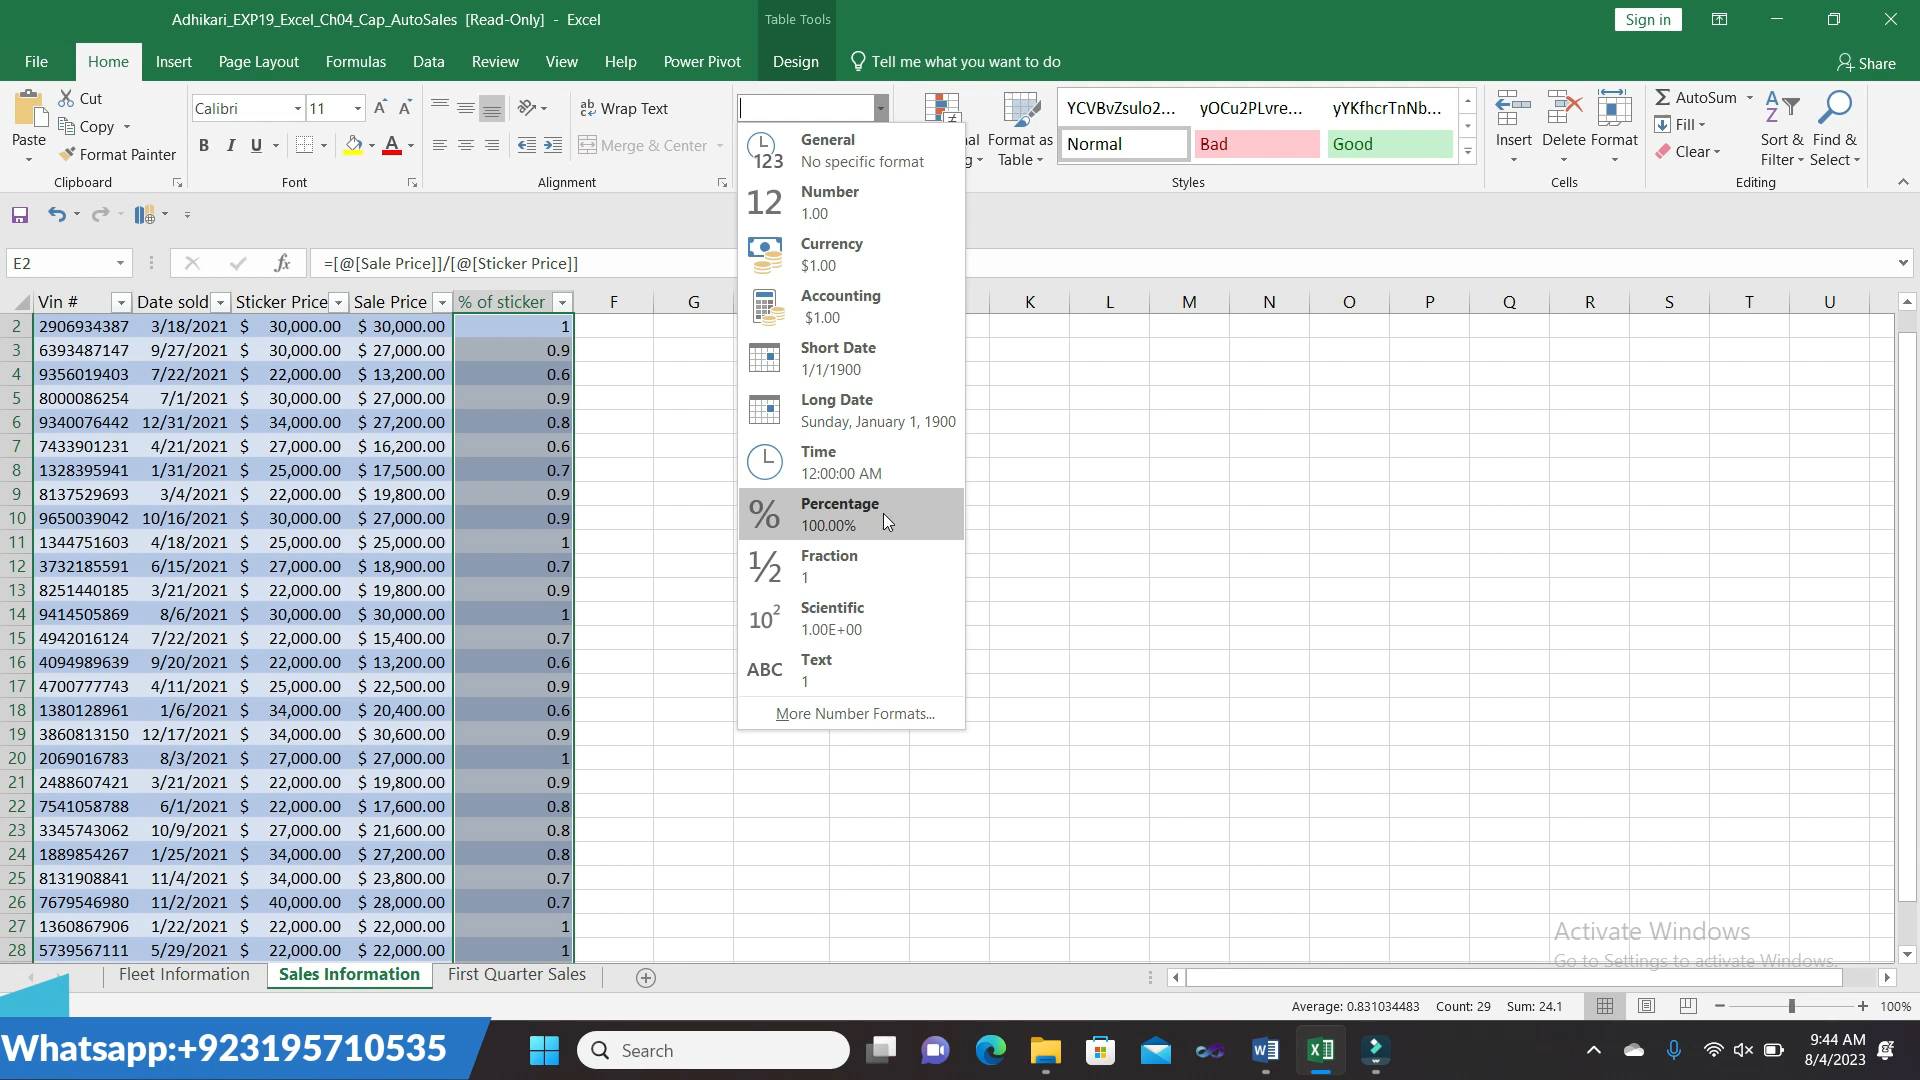 Adhikari_EXP19_Excel_Ch04_Cap_AutoSales [Read-Only] - Excel
Table Tools
Sign in
File Home Insert Page Layout Formulas Data Review View Help Power Pivot Design Tell me what you want to do Share
Paste
Cut
Copy
Format Painter
Clipboard
Calibri 11
B I U
Font
Wrap Text
Merge & Center
Alignment
Format as Table
YCVBvZsulo2... yOCu2PLvre... yYKfhcrTnNb...
Normal Bad Good
Styles
Insert Delete Format
Cells
AutoSum
Fill
Clear
Sort & Filter
Find & Select
Editing
E2 fx =[@[Sale Price]]/[@[Sticker Price]]
General
No specific format
Number
1.00
Currency
$1.00
Accounting
$1.00
Short Date
1/1/1900
Long Date
Sunday, January 1, 1900
Time
12:00:00 AM
Percentage
100.00%
Fraction
1
Scientific
1.00E+00
Text
1
More Number Formats...
Vin # Date sold Sticker Price Sale Price % of sticker F G K L M N O P Q R S T U
2 2906934387 3/18/2021 $ 30,000.00 $ 30,000.00 1
3 6393487147 9/27/2021 $ 30,000.00 $ 27,000.00 0.9
4 9356019403 7/22/2021 $ 22,000.00 $ 13,200.00 0.6
5 8000086254 7/1/2021 $ 30,000.00 $ 27,000.00 0.9
6 9340076442 12/31/2021 $ 34,000.00 $ 27,200.00 0.8
7 7433901231 4/21/2021 $ 27,000.00 $ 16,200.00 0.6
8 1328395941 1/31/2021 $ 25,000.00 $ 17,500.00 0.7
9 8137529693 3/4/2021 $ 22,000.00 $ 19,800.00 0.9
10 9650039042 10/16/2021 $ 30,000.00 $ 27,000.00 0.9
11 1344751603 4/18/2021 $ 25,000.00 $ 25,000.00 1
12 3732185591 6/15/2021 $ 27,000.00 $ 18,900.00 0.7
13 8251440185 3/21/2021 $ 22,000.00 $ 19,800.00 0.9
14 9414505869 8/6/2021 $ 30,000.00 $ 30,000.00 1
15 4942016124 7/22/2021 $ 22,000.00 $ 15,400.00 0.7
16 4094989639 9/20/2021 $ 22,000.00 $ 13,200.00 0.6
17 4700777743 4/11/2021 $ 25,000.00 $ 22,500.00 0.9
18 1380128961 1/6/2021 $ 34,000.00 $ 20,400.00 0.6
19 3860813150 12/17/2021 $ 34,000.00 $ 30,600.00 0.9
20 2069016783 8/3/2021 $ 27,000.00 $ 27,000.00 1
21 2488607421 3/21/2021 $ 22,000.00 $ 19,800.00 0.9
22 7541058788 6/1/2021 $ 22,000.00 $ 17,600.00 0.8
23 3345743062 10/9/2021 $ 27,000.00 $ 21,600.00 0.8
24 1889854267 1/25/2021 $ 34,000.00 $ 27,200.00 0.8
25 8131908841 11/4/2021 $ 34,000.00 $ 23,800.00 0.7
26 7679546980 11/2/2021 $ 40,000.00 $ 28,000.00 0.7
27 1360867906 1/22/2021 $ 22,000.00 $ 22,000.00 1
28 5739567111 5/29/2021 $ 22,000.00 $ 22,000.00 1
Activate Windows
Go to Settings to activate Windows.
Fleet Information Sales Information First Quarter Sales
Average: 0.831034483 Count: 29 Sum: 24.1 100%
Whatsapp:+923195710535
Search
9:44 AM
8/4/2023